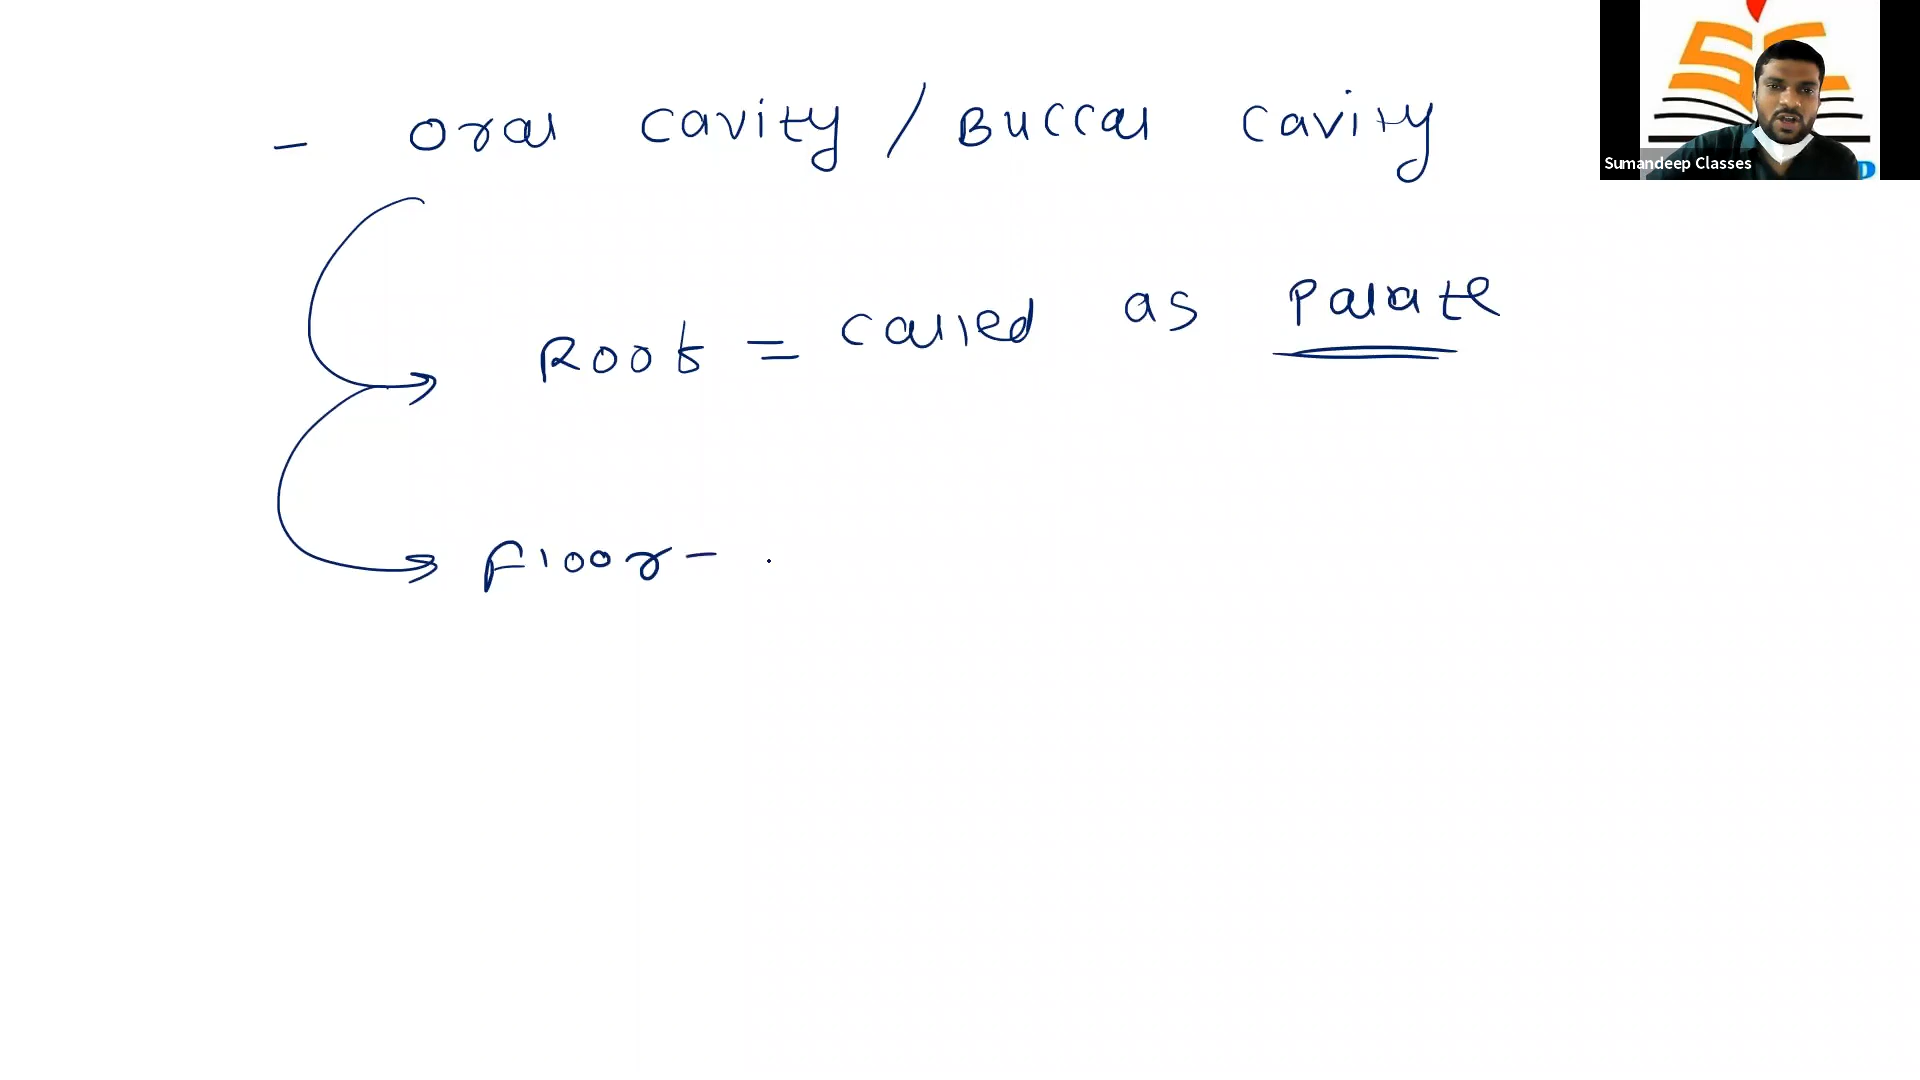 - Oral cavity / Buccal cavity
Roof = called as Palate
Floor -
Sumandeep Classes